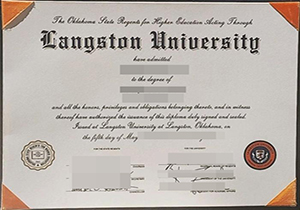 The Oklahoma State Regents for Higher Education Acting Through
Langston University
have admitted
to the degree of
and all the honors, privileges and obligations belonging thereto, and in witness
thereof have authorized the issuance of this diploma duly signed and sealed.
Issued at Langston University at Langston, Oklahoma, on
the fifth day of May